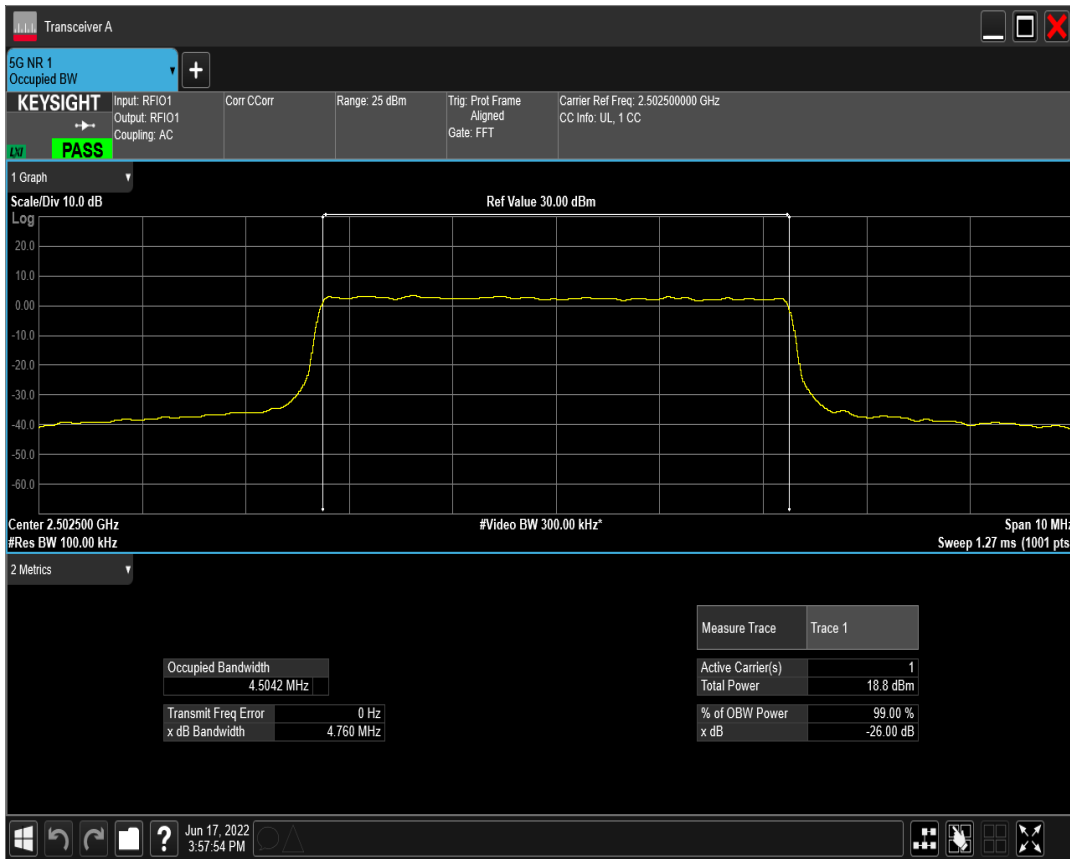 Transceiver A
5G NR 1
Occupied BW
KEYSIGHT
LXI
PASS
Input: RFIO1
Output: RFIO1
Coupling: AC
Corr CCorr
Range: 25 dBm
Trig: Prot Frame
Aligned
Gate: FFT
Carrier Ref Freq: 2.502500000 GHz
CC Info: UL, 1 CC
1 Graph
Scale/Div 10.0 dB
Ref Value 30.00 dBm
Log
20.0
10.0
0.00
-10.0
-20.0
-30.0
-40.0
-50.0
-60.0
Center 2.502500 GHz
#Video BW 300.00 kHz*
Span 10 MHz
#Res BW 100.00 kHz
Sweep 1.27 ms (1001 pts
2 Metrics
Measure Trace Trace 1
Occupied Bandwidth
4.5042 MHz
Active Carrier(s) 1
Total Power 18.8 dBm
Transmit Freq Error 0 Hz
x dB Bandwidth 4.760 MHz
% of OBW Power 99.00 %
x dB -26.00 dB
?
Jun 17, 2022
3:57:54 PM